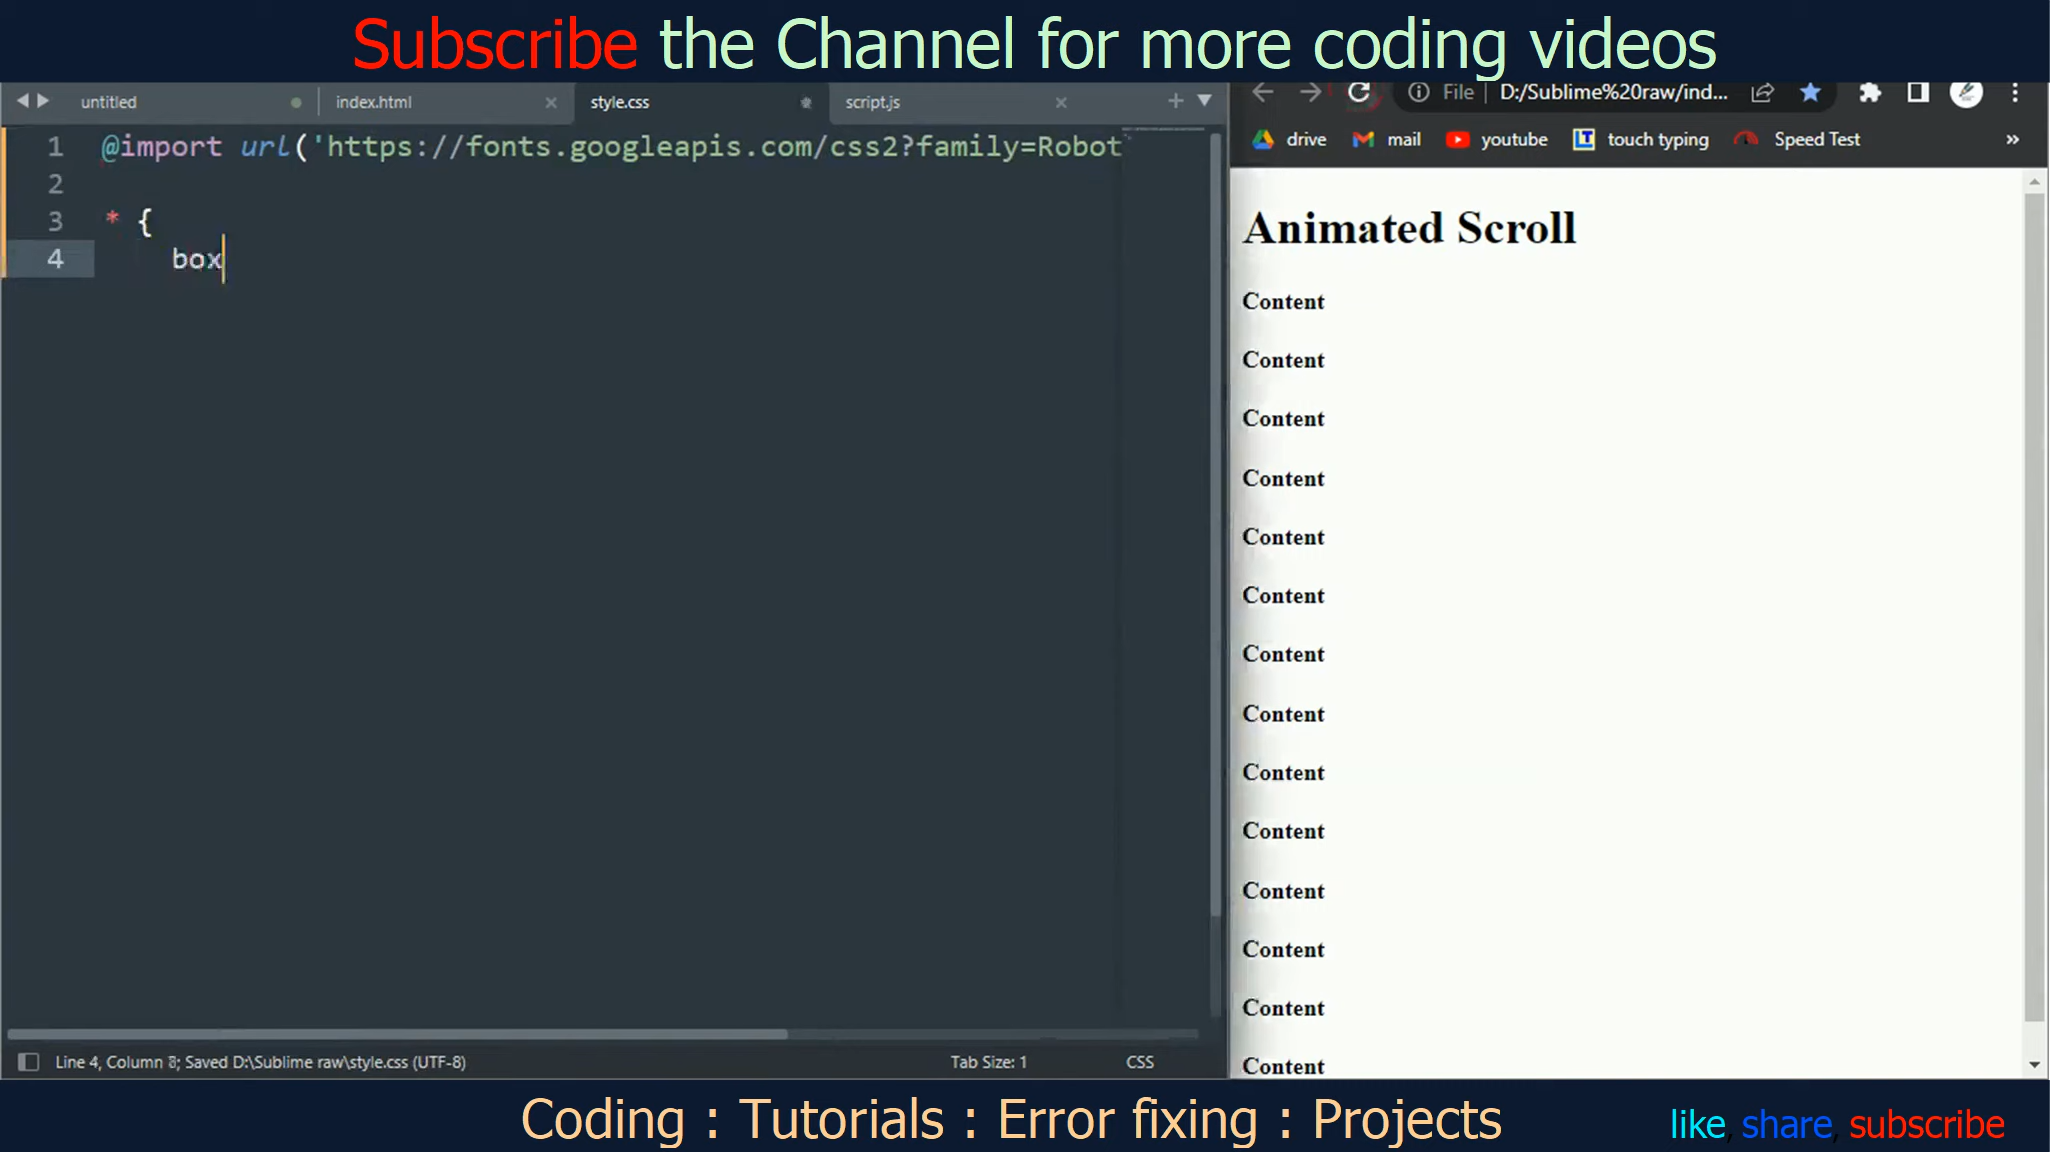 Subscribe the Channel for more coding videos
untitled
index.html
style.css
script.js
1 @import url('https://fonts.googleapis.com/css2?family=Robot
2
3 * {
4 box
Line 4, Column 8; Saved D:\Sublime raw\style.css (UTF-8)
Tab Size: 1
CSS
File | D:/Sublime%20raw/ind...
drive
mail
youtube
LT touch typing
Speed Test
»
Animated Scroll
Content
Content
Content
Content
Content
Content
Content
Content
Content
Content
Content
Content
Content
Content
Coding : Tutorials : Error fixing : Projects
like, share, subscribe